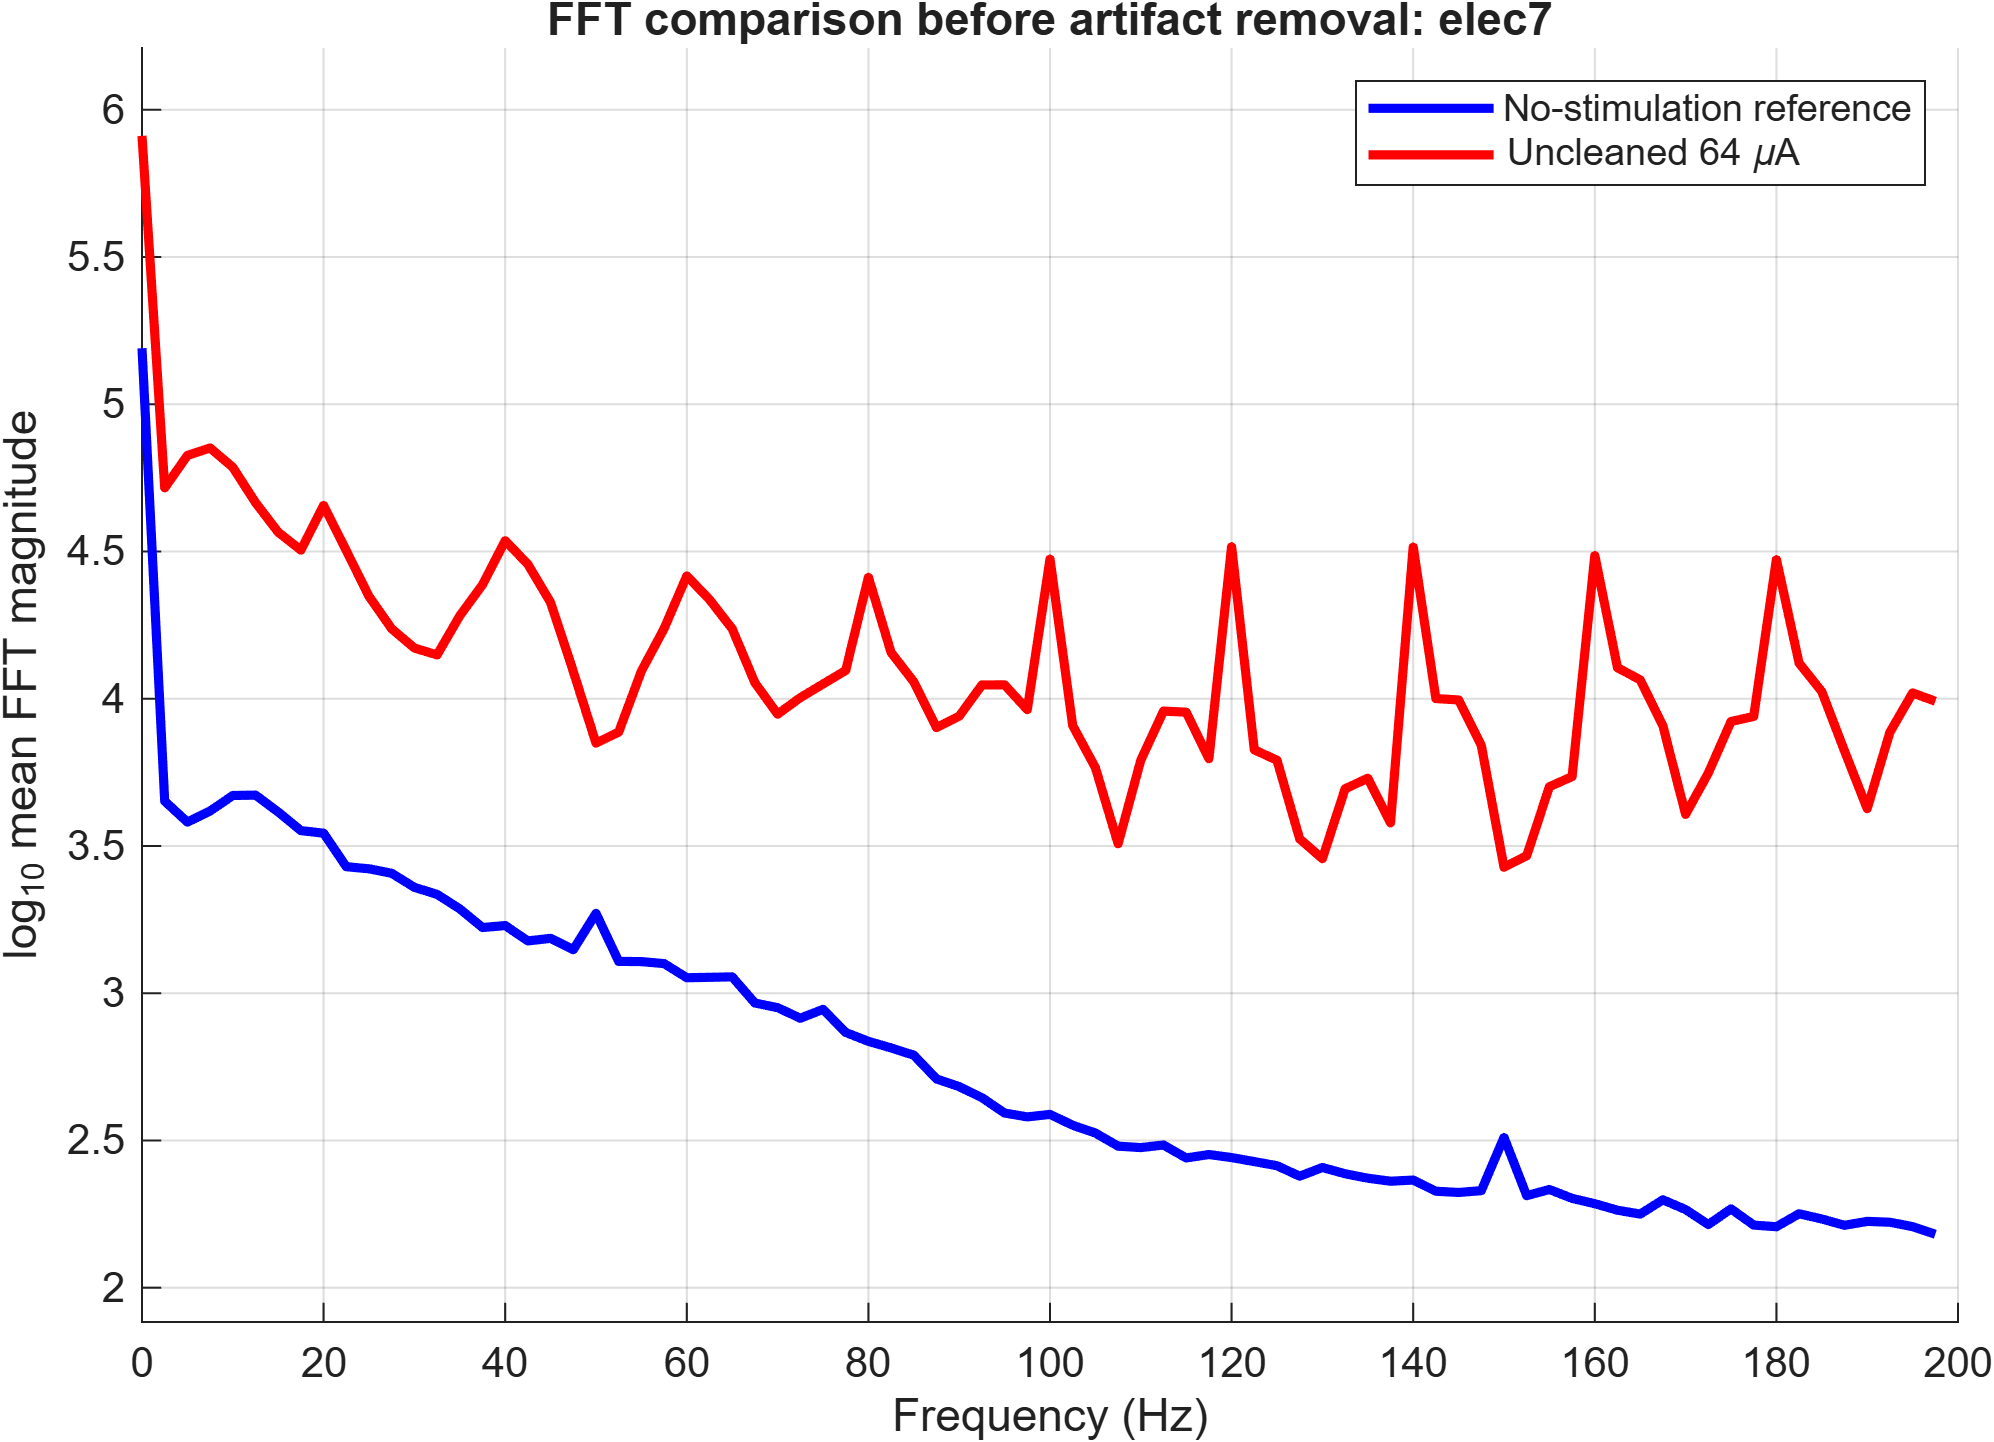 FFT comparison before artifact removal: elec7
No-stimulation reference
Uncleaned 64 µA
6
5.5
5
4.5
4
3.5
3
2.5
2
log10 mean FFT magnitude
0 20 40 60 80 100 120 140 160 180 200
Frequency (Hz)